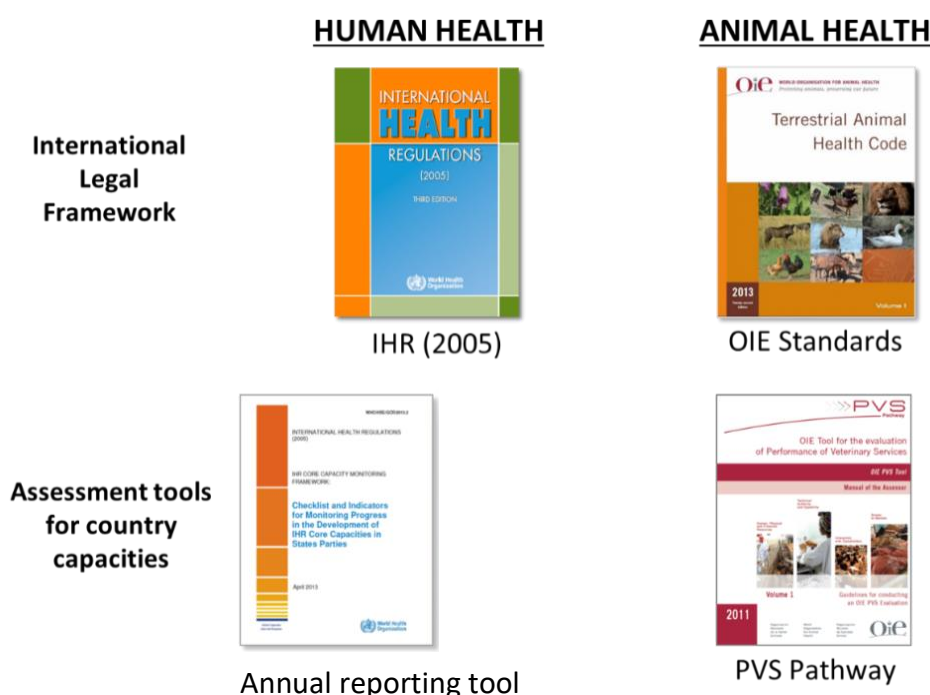 HUMAN HEALTH
ANIMAL HEALTH
International
Legal
Framework
INTERNATIONAL
HEALTH
REGULATIONS
(2005)
THIRD EDITION
World Health
Organization
IHR (2005)
Oie WORLD ORGANISATION FOR ANIMAL HEALTH
Promoting animals, preserving our future
Terrestrial Animal
Health Code
2013
Volume 1
OIE Standards
Assessment tools
for country
capacities
INTERNATIONAL HEALTH REGULATIONS
(2005)
IHR CORE CAPACITY MONITORING
FRAMEWORK:
Checklist and Indicators
for Monitoring Progress
in the Development of
IHR Core Capacities in
States Parties
April 2013
World Health
Organization
Annual reporting tool
PVS
Pathway
OIE Tool for the evaluation
of Performance of Veterinary Services
OIE PVS Tool
Manual of the Assessor
Volume 1
Guidelines for conducting
an OIE PVS Evaluation
2011
Oie
PVS Pathway